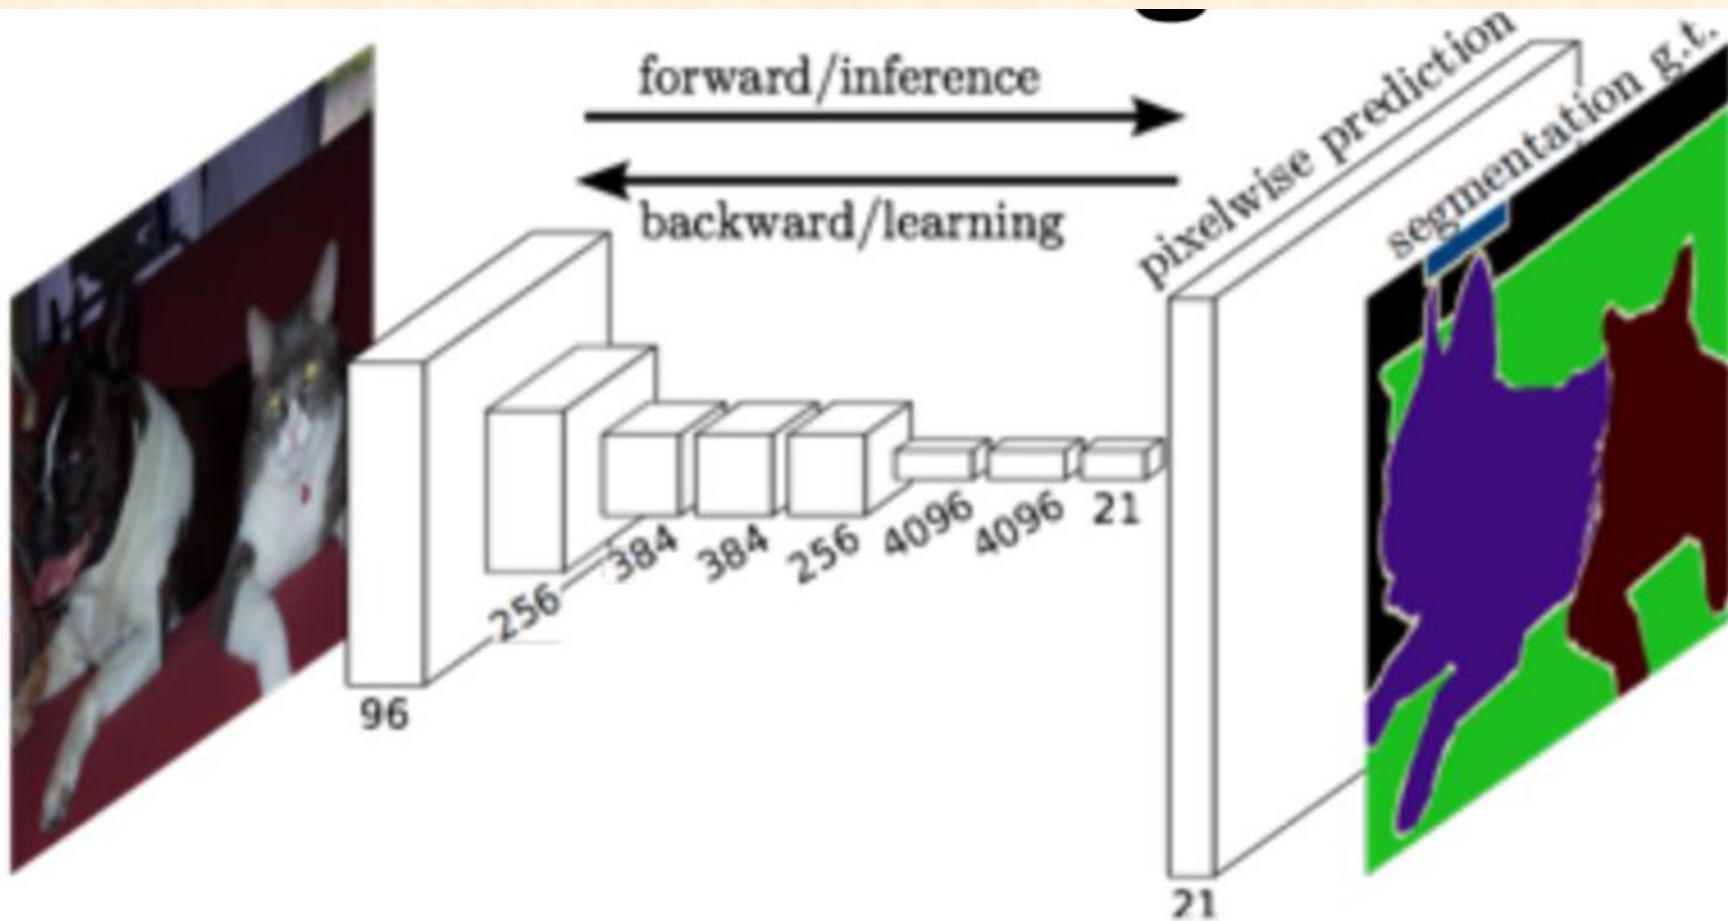 forward/inference
backward/learning
pixelwise prediction
segmentation g.t.
96
256
384
384
256
4096
4096
21
21